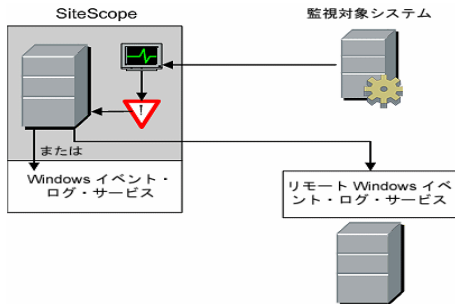 SiteScope
監視対象システム
!
または
Windows イベント・
ログ・サービス
リモート Windows イベ
ント・ログ・サービス